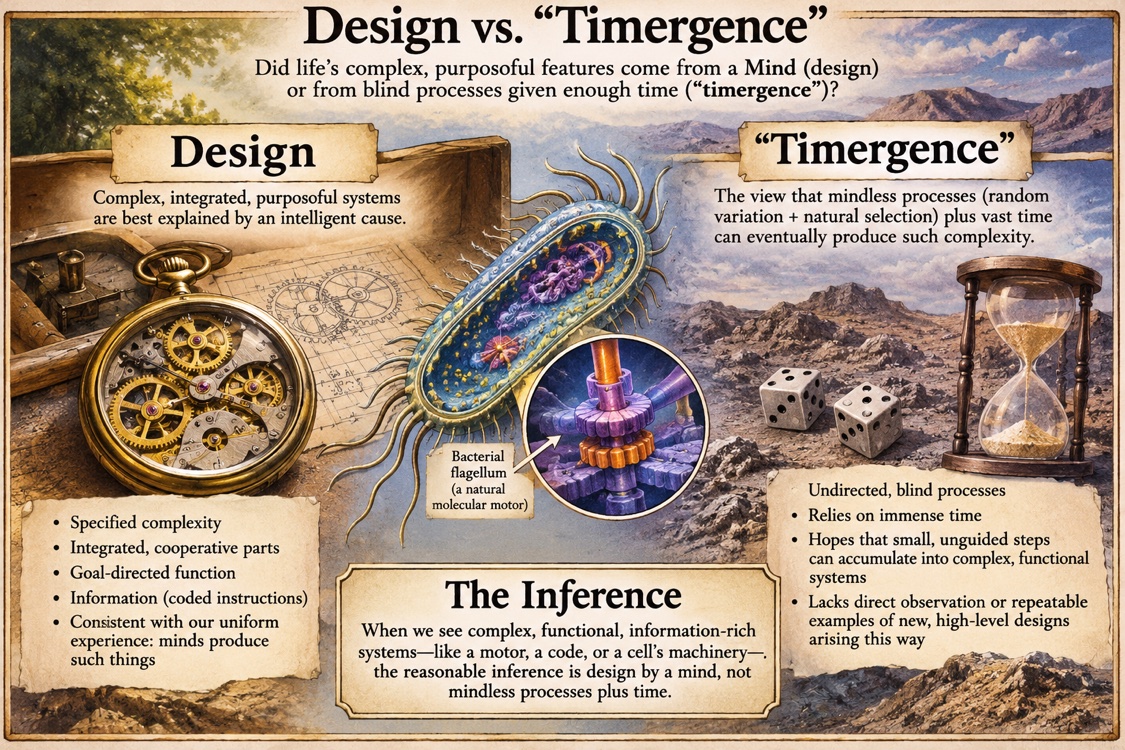 Design vs. “Timergence”
Did life’s complex, purposoful features come from a Mind (design)
or from blind processes given enough time (“timergence”)?
Design
Complex, integrated, purposoful systems
are best explained by an intelligent cause.
“Timergence”
The view that mindless processes (random
variation + natural selection) plus vast time
can eventually produce such complexity.
Bacterial
flagellum
(a natural
molecular motor)
• Specified complexity
• Integrated, cooperative parts
• Goal-directed function
• Information (coded instructions)
• Consistent with our uniform
experience: minds produce
such things
Undirected, blind processes
• Relies on immense time
• Hopes that small, unguided steps
can accumulate into complex, functional
systems
• Lacks direct observation or repeatable
examples of new, high-level designs
arising this way
The Inference
When we see complex, functional, information-rich
systems—like a motor, a code, or a cell’s machinery—.
the reasonable inference is design by a mind, not
mindless processes plus time.